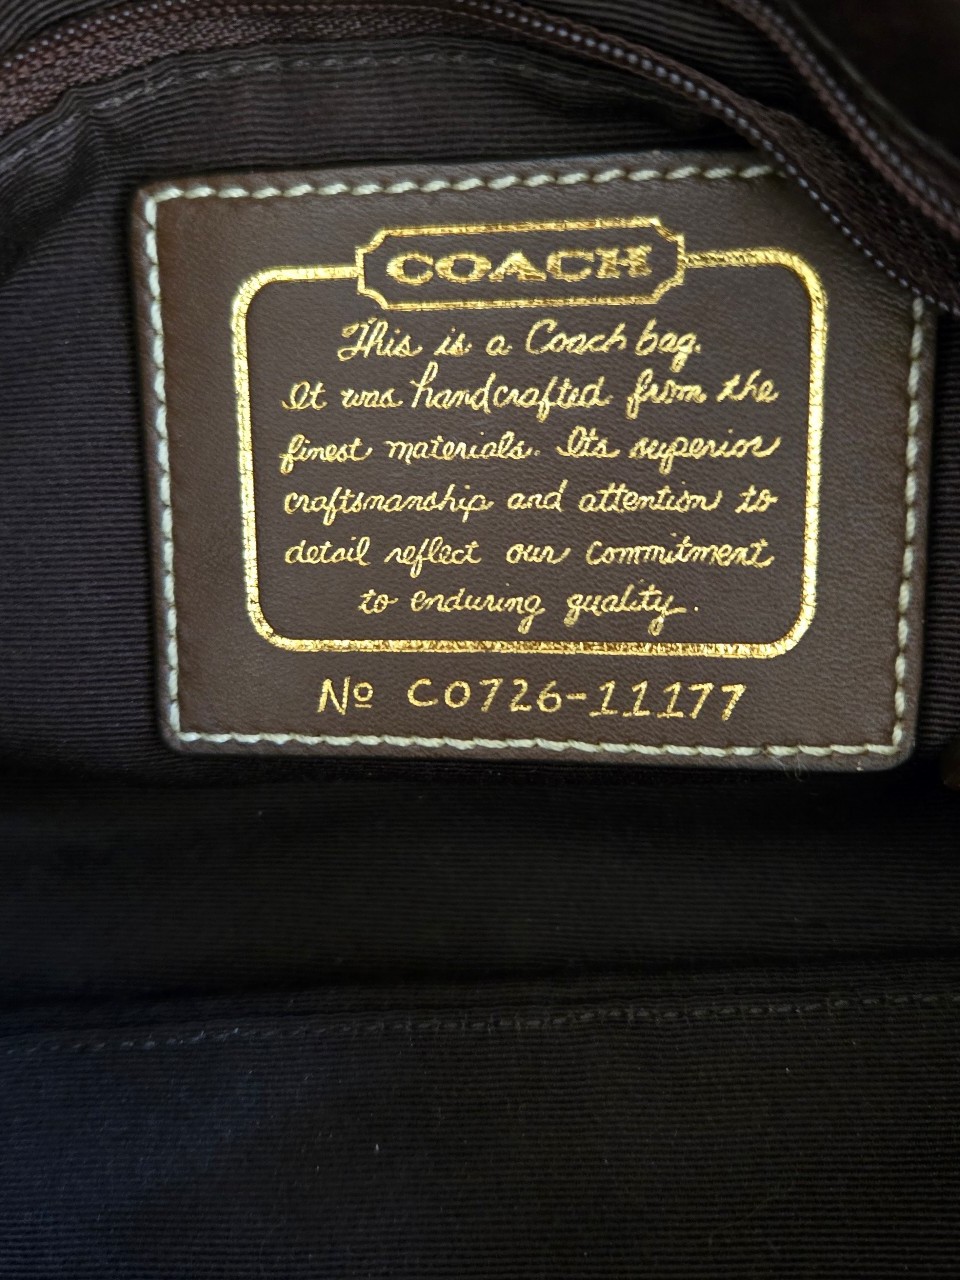 COACH
This is a Coach bag.
It was handcrafted from the
finest materials. Its superior
craftsmanship and attention to
detail reflect our commitment
to enduring quality.
Nº C0726-11177